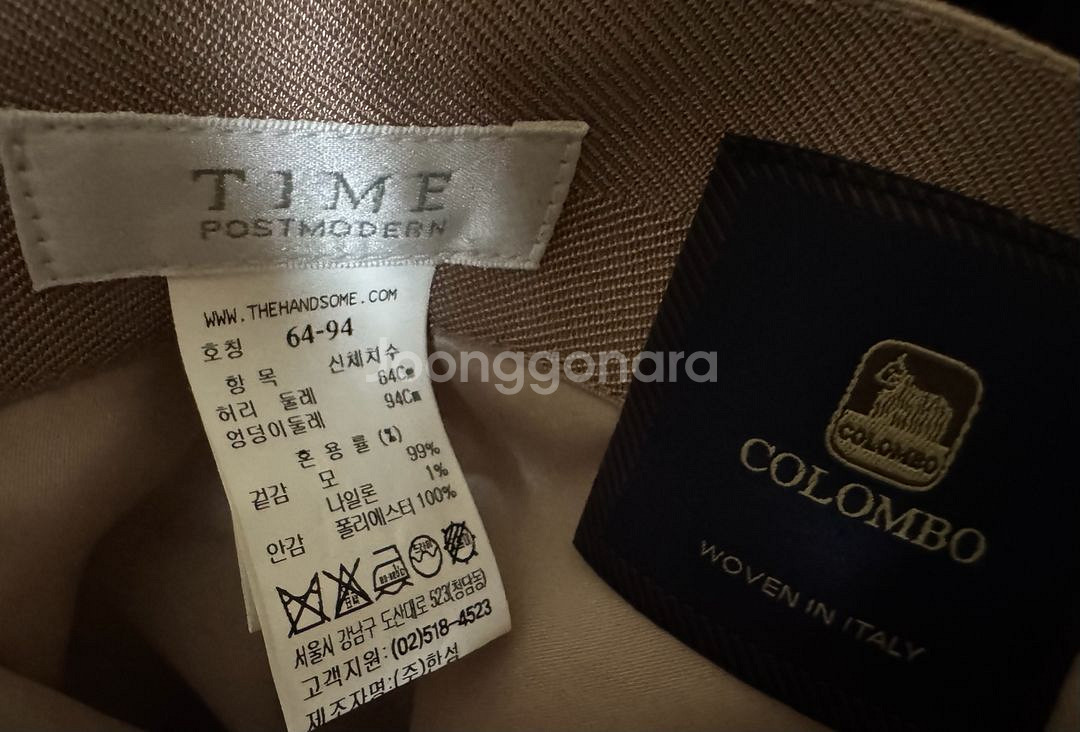 TIME
POSTMODERN
WWW.THEHANDSOME.COM
호칭 64-94
항 목 신체치수
허리 둘레 64Cm
엉덩이둘레 94Cm
혼 용 률 (%)
겉감 모 99%
나일론 1%
안감 폴리에스터 100%
서울시 강남구 도산대로 523(청담동)
고객지원:(02)518-4523
제조자명:(주)한섬
COLOMBO
COLOMBO
WOVEN IN ITALY
Joonggonara